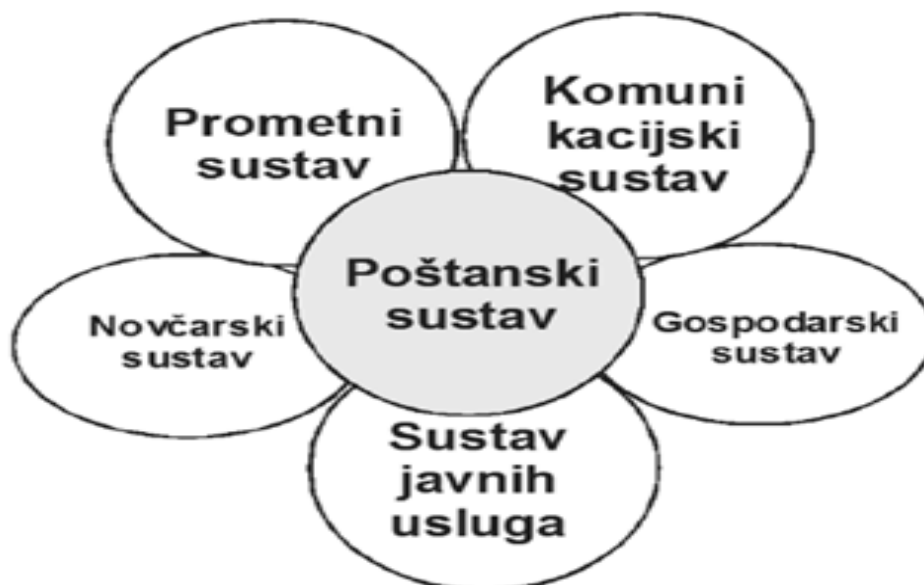 Prometni
sustav
Komuni
kacijski
sustav
Poštanski
sustav
Novčarski
sustav
Gospodarski
sustav
Sustav
javnih
usluga